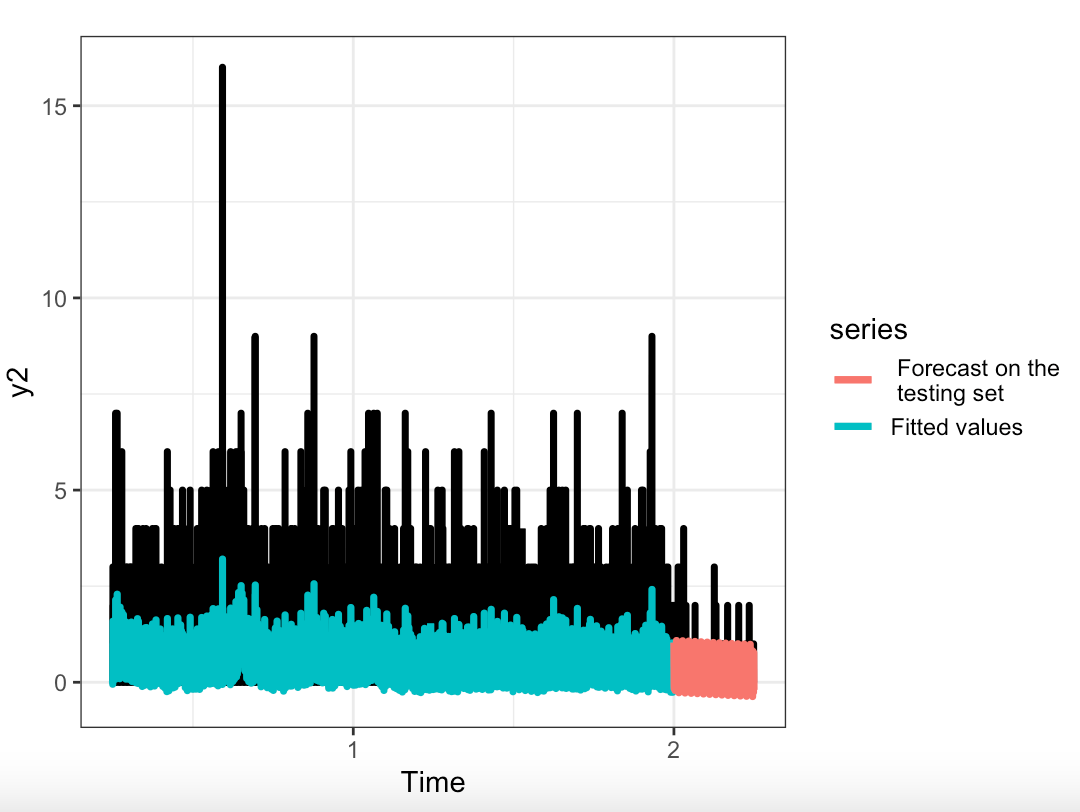 15
10
5
0
y2
1
2
Time
series
Forecast on the
testing set
Fitted values